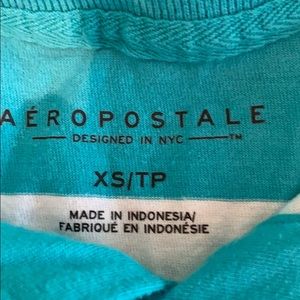 AÉROPOSTALE
DESIGNED IN NYC ™
XS/TP
MADE IN INDONESIA/
FABRIQUÉ EN INDONÉSIE